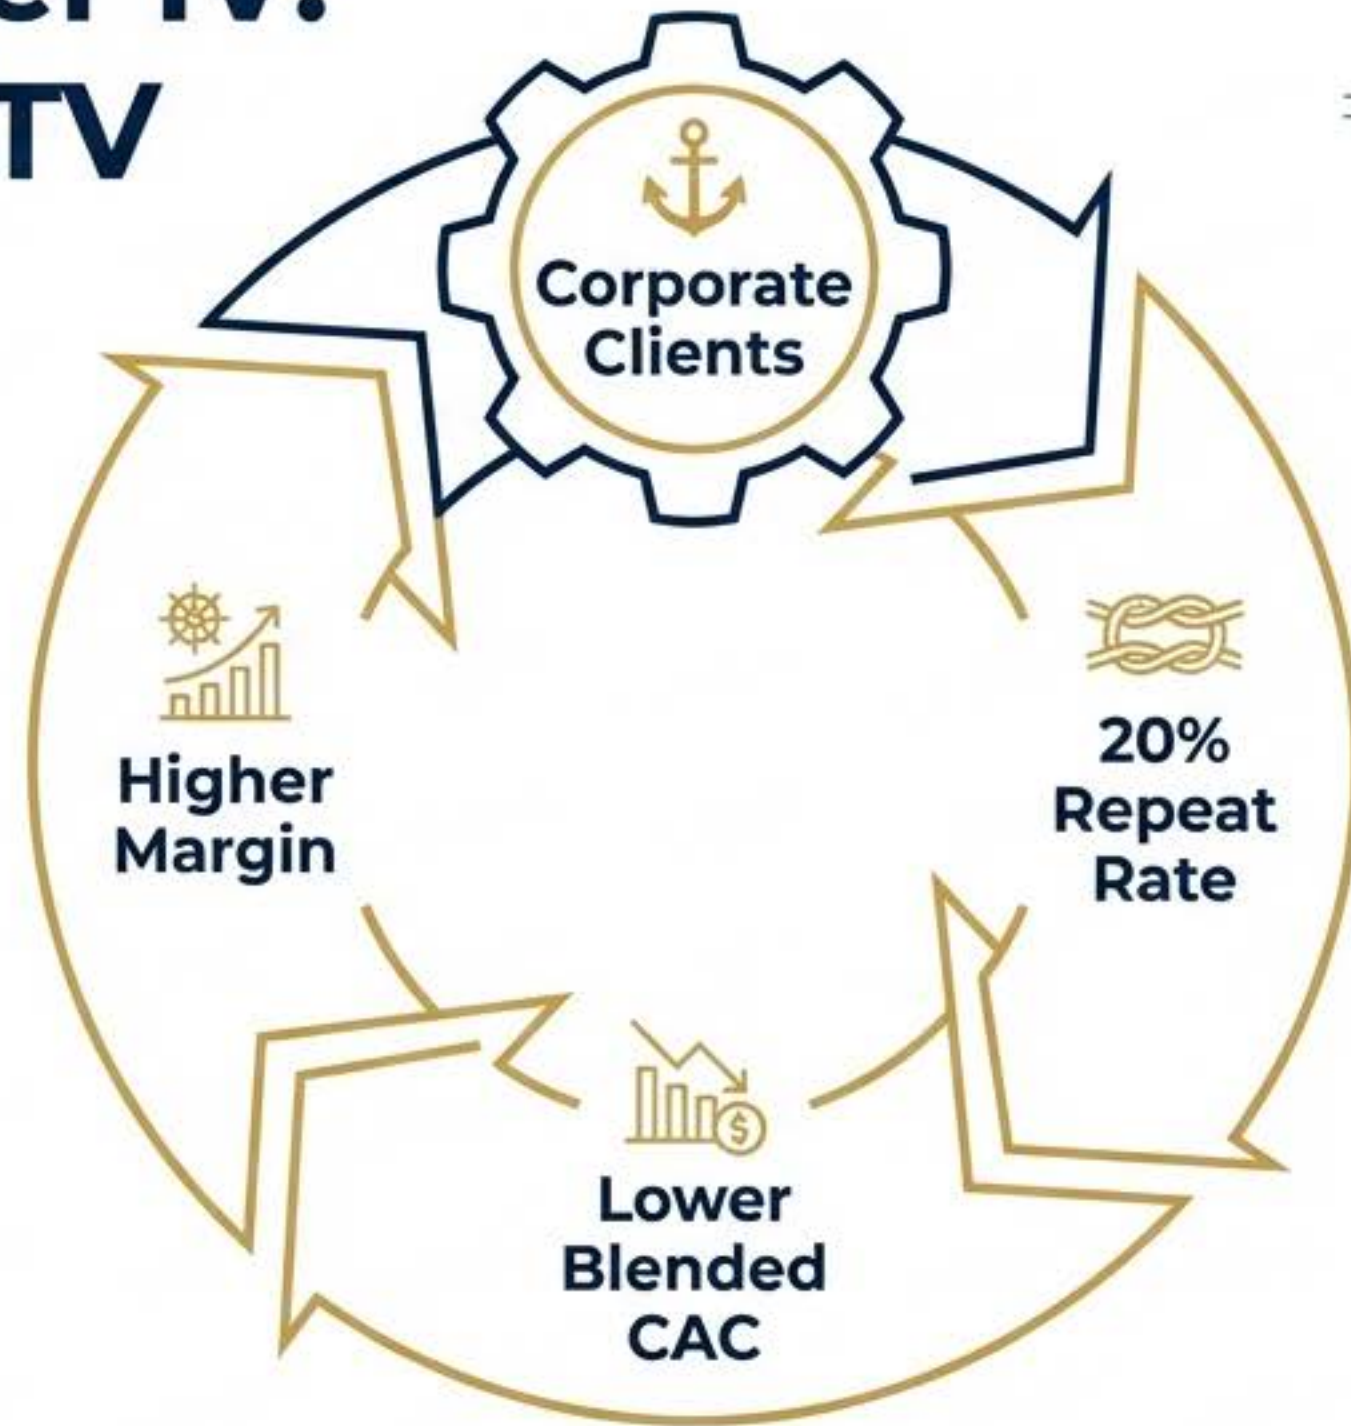 TV
Corporate
Clients
20%
Repeat
Rate
Lower
Blended
CAC
$
Higher
Margin